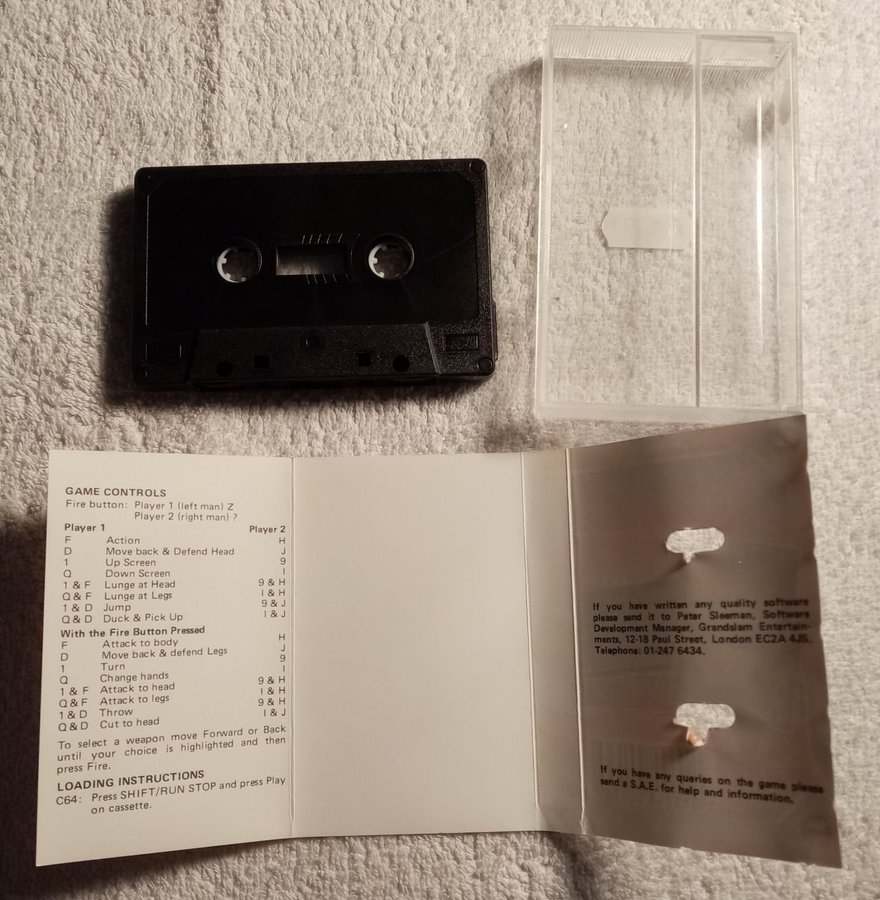 GAME CONTROLS
Fire button: Player 1 (left man) Z
Player 2 (right man) ?
Player 1 Player 2
F Action H
D Move back & Defend Head J
1 Up Screen 9
Q Down Screen I
1 & F Lunge at Head 9 & H
Q & F Lunge at Legs I & H
1 & D Jump 9 & J
Q & D Duck & Pick Up I & J
With the Fire Button Pressed
F Attack to body H
D Move back & defend Legs J
1 Turn 9
Q Change hands I
1 & F Attack to head 9 & H
Q & F Attack to legs I & H
1 & D Throw 9 & H
Q & D Cut to head I & J
To select a weapon move Forward or Back
until your choice is highlighted and then
press Fire.
LOADING INSTRUCTIONS
C64: Press SHIFT/RUN STOP and press Play
on cassette.
If you have written any quality software
please send it to Peter Sleeman, Software
Development Manager, Grandslam Entertain-
ments, 12-18 Paul Street, London EC2A 4JS.
Telephone: 01-247 6434.
If you have any queries on the game please
send a S.A.E. for help and information.